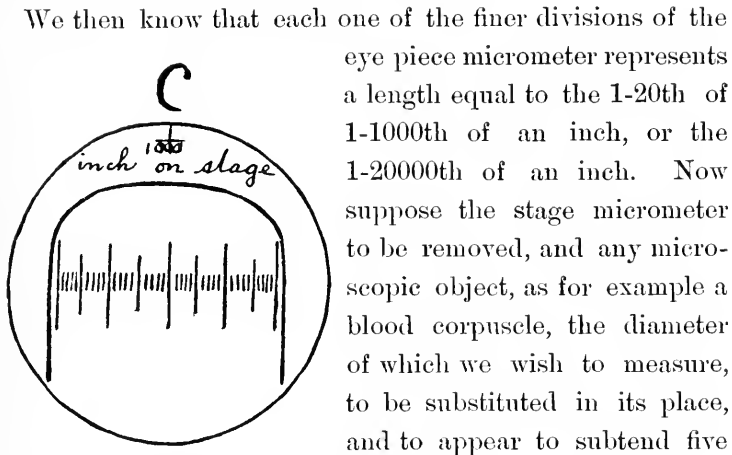 We then know that each one of the finer divisions of the
eye piece micrometer represents
a length equal to the 1-20th of
1-1000th of an inch, or the
1-20000th of an inch. Now
suppose the stage micrometer
to be removed, and any micro-
scopic object, as for example a
blood corpuscle, the diameter
of which we wish to measure,
to be substituted in its place,
and to appear to subtend five
C
inch on stage